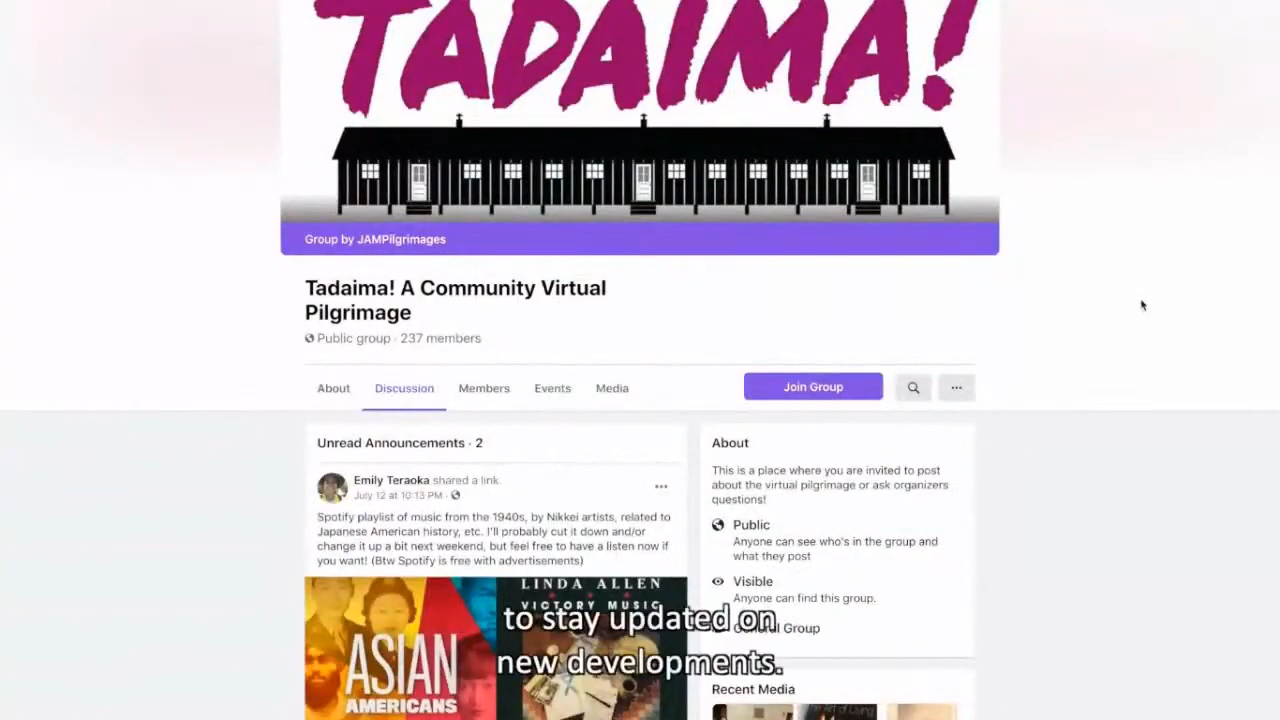 TADAIMA!
Group by JAMPilgrimages
Tadaima! A Community Virtual
Pilgrimage
Public group · 237 members
About
Discussion
Members
Events
Media
Join Group
Unread Announcements · 2
Emily Teraoka shared a link.
July 12 at 10:13 PM ·
Spotify playlist of music from the 1940s, by Nikkei artists, related to
Japanese American history, etc. I'll probably cut it down and/or
change it up a bit next weekend, but feel free to have a listen now if
you want! (Btw Spotify is free with advertisements)
ASIAN
AMERICANS
LINDA ALLEN
VICTORY MUSIC
About
This is a place where you are invited to post
about the virtual pilgrimage or ask organizers
questions!
Public
Anyone can see who's in the group and
what they post
Visible
Anyone can find this group.
General Group
Recent Media
The Art of
to stay updated on
new developments.